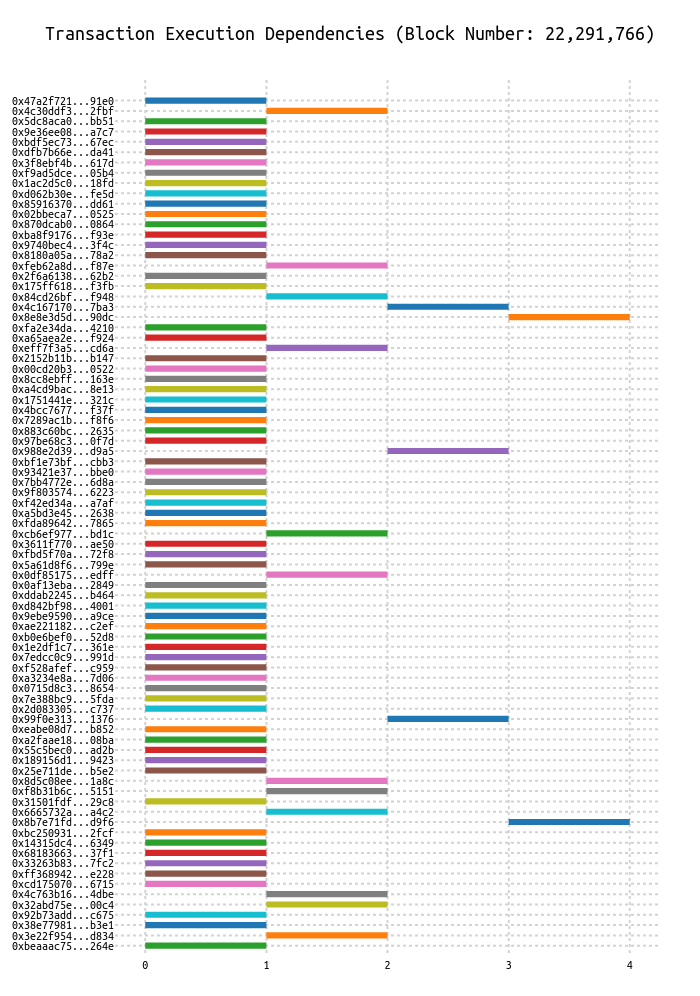 Transaction Execution Dependencies (Block Number: 22,291,766)
0x47a2f721...91e0
0x4c30ddf3...2fbf
0x5dc8aca0...bb51
0x9e36ee08...a7c7
0xbdf5ec73...67ec
0xdfb7b66e...da41
0x3f8ebf4b...617d
0xf9ad5dce...05b4
0x1ac2d5c0...18fd
0xd062b30e...fe5d
0x85916370...dd61
0x02bbeca7...0525
0x870dcab0...0864
0xba8f9176...f93e
0x9740bec4...3f4c
0x8180a05a...78a2
0xfeb62a8d...f87e
0x2f6a6138...62b2
0x175ff618...f3fb
0x84cd26bf...f948
0x4c167170...7ba3
0x8e8e3d5d...90dc
0xfa2e34da...4210
0xa65aea2e...f924
0xeff7f3a5...cd6a
0x2152b11b...b147
0x00cd20b3...0522
0x8cc8ebff...163e
0xa4cd9bac...8e13
0x1751441e...321c
0x4bcc7677...f37f
0x7289ac1b...f8f6
0x883c60bc...2635
0x97be68c3...0f7d
0x988e2d39...d9a5
0xbf1e73bf...cbb3
0x93421e37...bbe0
0x7bb4772e...6d8a
0x9f803574...6223
0xf42ed34a...a7af
0xa5bd3e45...2638
0xfda89642...7865
0xcb6ef977...bd1c
0x3611f770...ae50
0xfbd5f70a...72f8
0x5a61d8f6...799e
0x0df85175...edff
0x0af13eba...2849
0xddab2245...b464
0xd842bf98...4001
0x9ebe9590...a9ce
0xae221182...c2ef
0xb0e6bef0...52d8
0x1e2df1c7...361e
0x7edcc0c9...991d
0xf528afef...c959
0xa3234e8a...7d06
0x0715d8c3...8654
0x7e388bc9...5fda
0x2d083305...c737
0x99f0e313...1376
0xeabe08d7...b852
0xa2faae18...08ba
0x55c5bec0...ad2b
0x189156d1...9423
0x25e711de...b5e2
0x8d5c08ee...1a8c
0xf8b31b6c...5151
0x31501fdf...29c8
0x6665732a...a4c2
0x8b7e71fd...d9f6
0xbc250931...2fcf
0x14315dc4...6349
0x68183663...37f1
0x33263b83...7fc2
0xff368942...e228
0xcd175070...6715
0x4c763b16...4dbe
0x32abd75e...00c4
0x92b73add...c675
0x38e77981...b3e1
0x3e22f954...d834
0xbeaaac75...264e
0 1 2 3 4